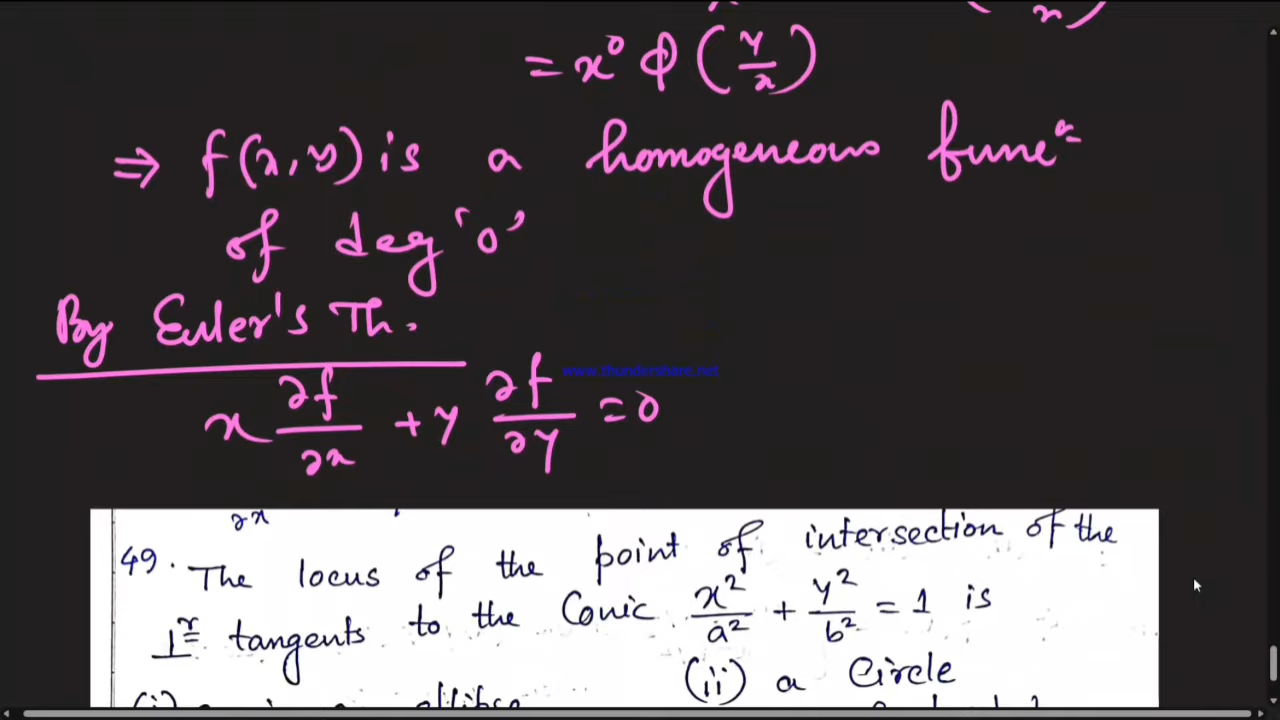 = x⁰ Φ (y/x)
⇒ f(x, y) is a homogeneous funcⁿ
of deg '0'
By Euler's Th.
x ∂f/∂x + y ∂f/∂y = 0
www.thundershare.net
∂x
49. The locus of the point of intersection of the
⊥ʳ tangents to the Conic x²/a² + y²/b² = 1 is
(ii) a Circle